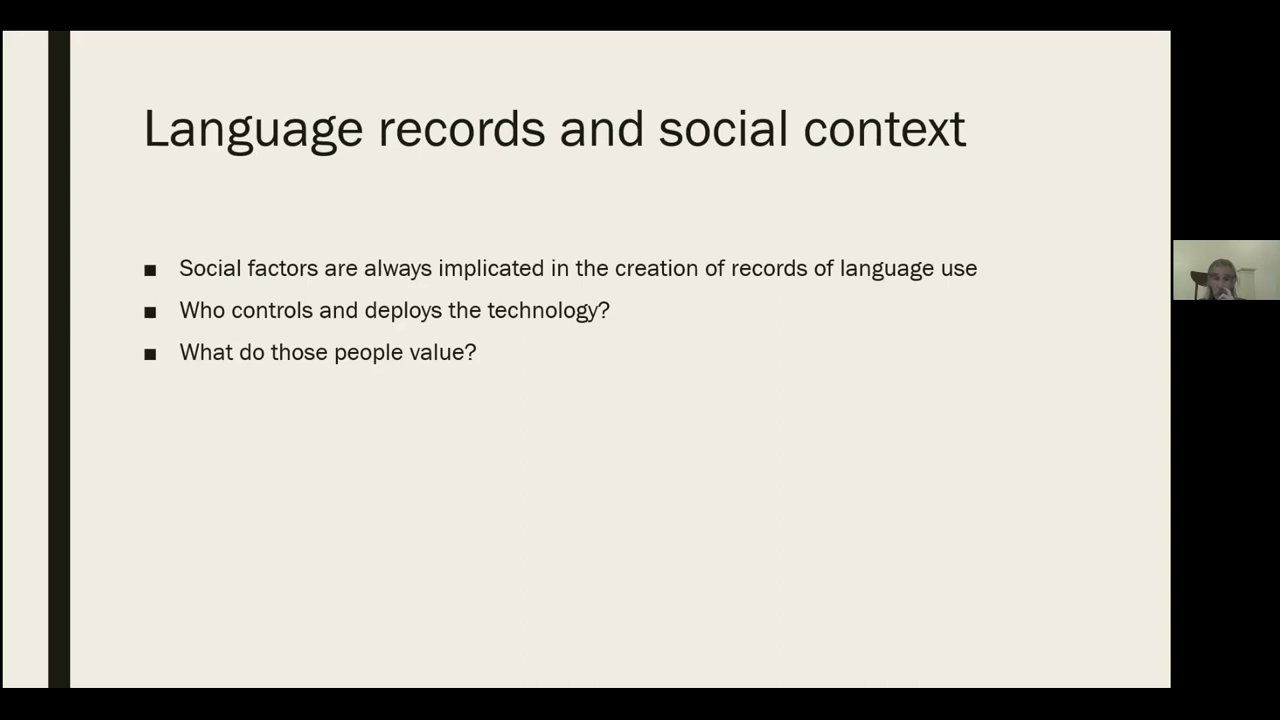 Language records and social context
Social factors are always implicated in the creation of records of language use
Who controls and deploys the technology?
What do those people value?